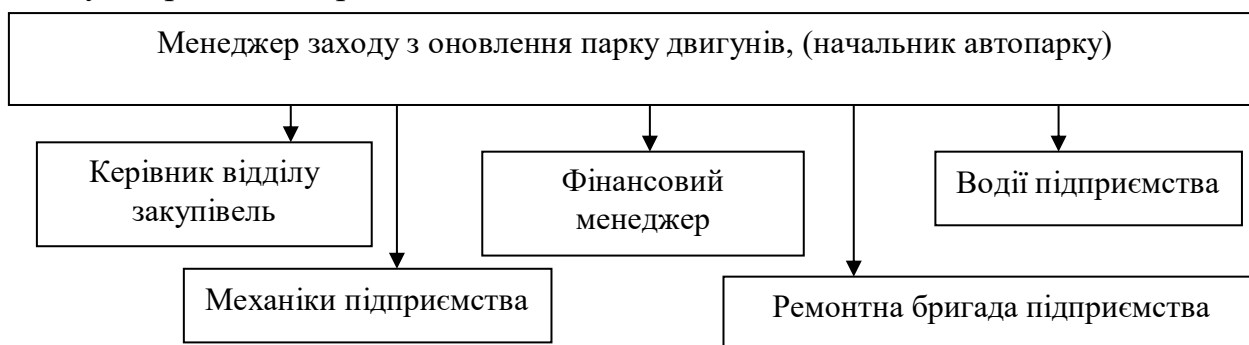 Менеджер заходу з оновлення парку двигунів, (начальник автопарку)
Керівник відділу
закупівель
Фінансовий
менеджер
Водії підприємства
Механіки підприємства
Ремонтна бригада підприємства